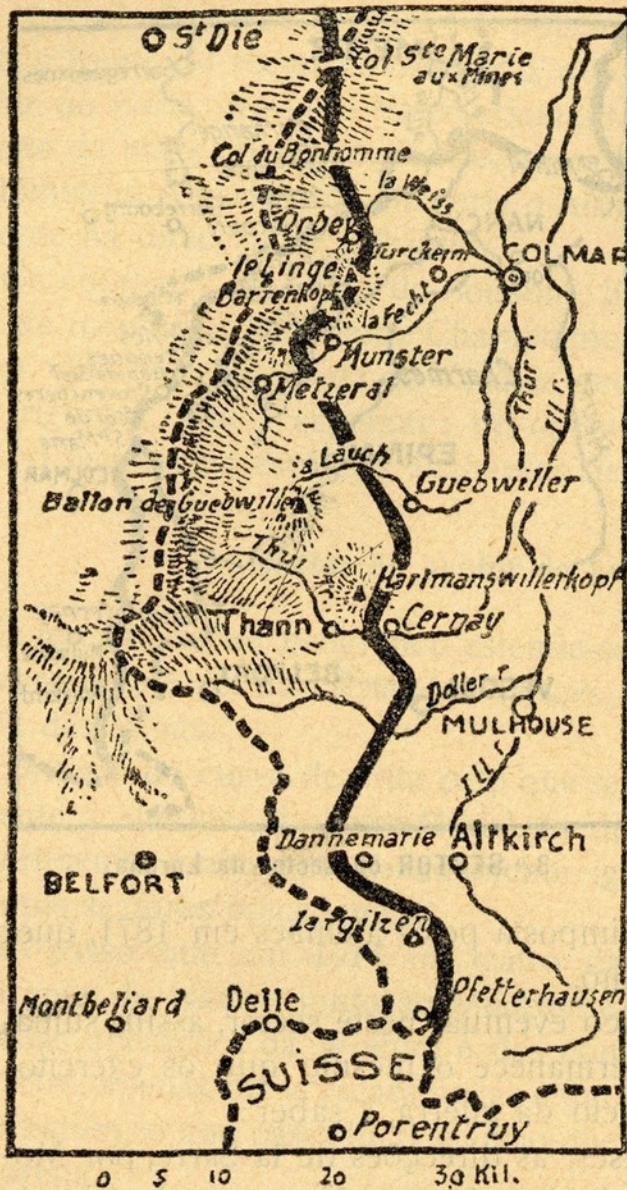 St Dié
Col Ste Marie
aux Mines
Col du Bonhomme
la Weiss
Orbey
Turckeim
COLMAR
le Linge
Barrenkopf
la Fecht
Munster
Metzeral
Thur r.
Ill r.
Lauch
Guebwiller
Ballon de Guebwiller
Thur
Hartmanswillerkopf
Thann
Cernay
Doller r.
MULHOUSE
Ill r.
Dannemarie
Altkirch
BELFORT
largitzen
Montbeliard
Delle
Pfetterhausen
SUISSE
Porentruy
0 5 10 20 30 Kil.